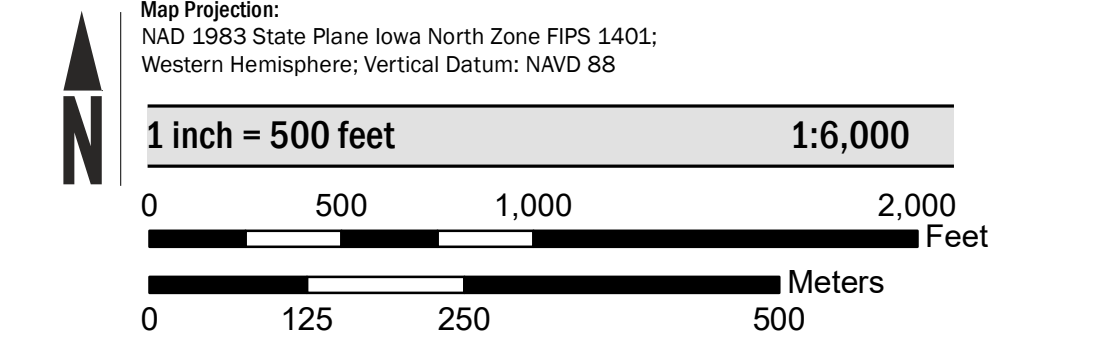 Map Projection:
NAD 1983 State Plane Iowa North Zone FIPS 1401;
Western Hemisphere; Vertical Datum: NAVD 88
N
1 inch = 500 feet 1:6,000
0 500 1,000 2,000
Feet
Meters
0 125 250 500